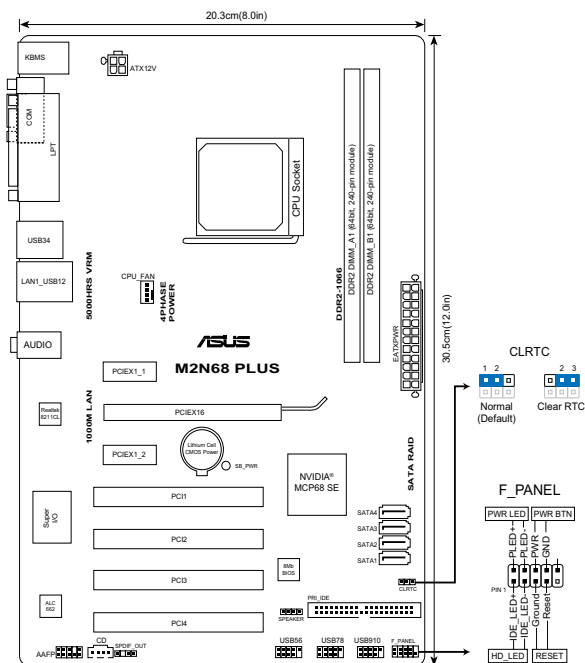 20.3cm(8.0in)
KBMS
ATX12V
COM
LPT
CPU Socket
DDR2 DIMM_A1 (64bit, 240-pin module)
DDR2 DIMM_B1 (64bit, 240-pin module)
USB34
LAN1_USB12
5000HRS VRM
CPU_FAN
4PHASE
POWER
DDR2-1066
EATXPWR
30.5cm(12.0in)
AUDIO
ASUS
M2N68 PLUS
CLRTC
1 2
2 3
Normal
(Default)
Clear RTC
PCIEX1_1
Realtek
8211CL
1000M LAN
PCIEX16
PCIEX1_2
Lithium Cell
CMOS Power
SB_PWR
NVIDIA®
MCP68 SE
SATA RAID
Super
I/O
PCI1
PCI2
PCI3
PCI4
SATA4
SATA3
SATA2
SATA1
8Mb
BIOS
CLRTC
PRI_IDE
SPEAKER
ALC
662
AAFP
CD
SPDIF_OUT
USB56
USB78
USB910
F_PANEL
F_PANEL
PWR LED
PWR BTN
PLED+
PLED-
PWR
GND
PIN 1
IDE_LED+
IDE_LED-
Ground
Reset
HD_LED
RESET